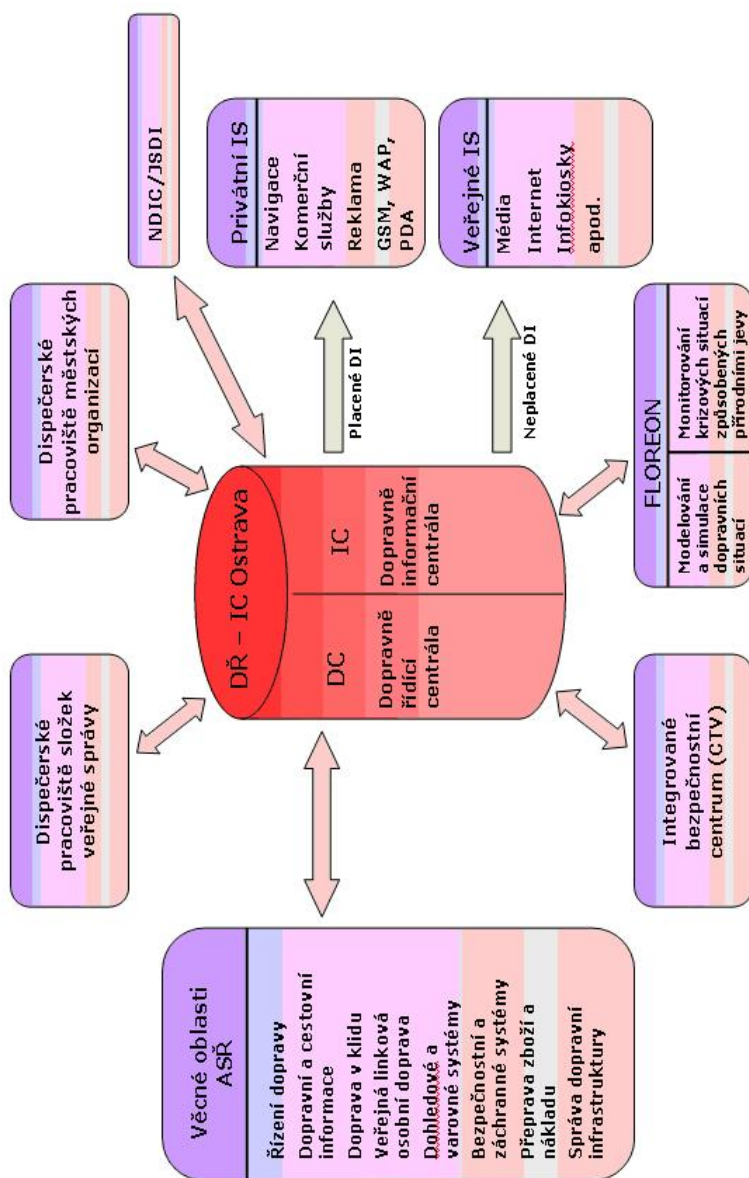 Věcné oblasti
ASŘ
Řízení dopravy
Dopravní a cestovní
informace
Doprava v klidu
Veřejná linková
osobní doprava
Dohledové a
varovné systémy
Bezpečnostní a
záchranné systémy
Přeprava zboží a
nákladu
Správa dopravní
infrastruktury
Dispečerské
pracoviště složek
veřejné správy
Dispečerské
pracoviště městských
organizací
NDIC/JSDI
DŘ – IC Ostrava
DC
Dopravně
řídící
centrála
IC
Dopravně
informační
centrála
Placené DI
Neplacené DI
Privátní IS
Navigace
Komerční
služby
Reklama
GSM, WAP,
PDA
Veřejné IS
Média
Internet
Infokiosky
apod.
Integrované
bezpečnostní
centrum (CTV)
FLOREON
Modelování
a simulace
dopravních
situací
Monitorování
krizových situací
způsobených
přírodními jevy